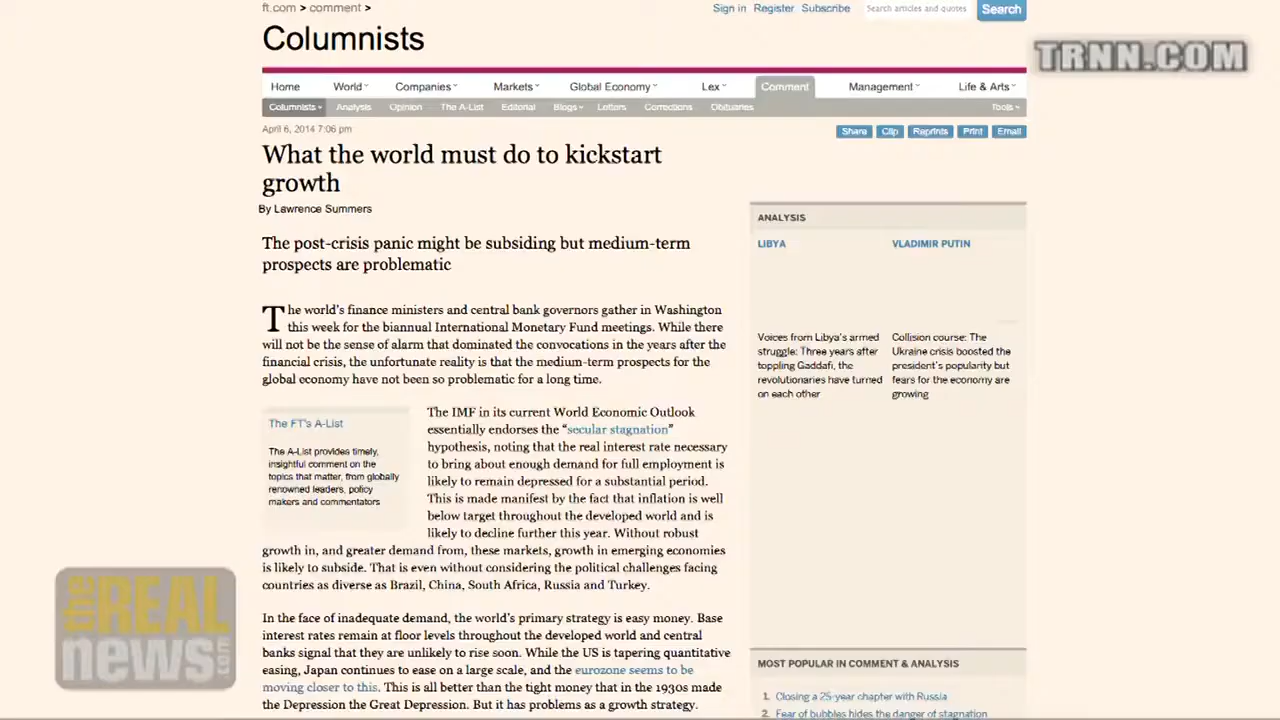 ft.com > comment >
Sign in Register Subscribe
Search articles and quotes
Search
Columnists
TRNN.COM
Home World Companies Markets Global Economy Lex Comment Management Life & Arts
Columnists Analysis Opinion The A-List Editorial Blogs Letters Corrections Obituaries Tools
April 6, 2014 7:06 pm
Share Clip Reprints Print Email
What the world must do to kickstart
growth
By Lawrence Summers
The post-crisis panic might be subsiding but medium-term
prospects are problematic
The world's finance ministers and central bank governors gather in Washington
this week for the biannual International Monetary Fund meetings. While there
will not be the sense of alarm that dominated the convocations in the years after the
financial crisis, the unfortunate reality is that the medium-term prospects for the
global economy have not been so problematic for a long time.
The FT's A-List
The A-List provides timely,
insightful comment on the
topics that matter, from globally
renowned leaders, policy
makers and commentators
The IMF in its current World Economic Outlook
essentially endorses the “secular stagnation”
hypothesis, noting that the real interest rate necessary
to bring about enough demand for full employment is
likely to remain depressed for a substantial period.
This is made manifest by the fact that inflation is well
below target throughout the developed world and is
likely to decline further this year. Without robust
growth in, and greater demand from, these markets, growth in emerging economies
is likely to subside. That is even without considering the political challenges facing
countries as diverse as Brazil, China, South Africa, Russia and Turkey.
In the face of inadequate demand, the world's primary strategy is easy money. Base
interest rates remain at floor levels throughout the developed world and central
banks signal that they are unlikely to rise soon. While the US is tapering quantitative
easing, Japan continues to ease on a large scale, and the eurozone seems to be
moving closer to this. This is all better than the tight money that in the 1930s made
the Depression the Great Depression. But it has problems as a growth strategy.
ANALYSIS
LIBYA
Voices from Libya's armed
struggle: Three years after
toppling Gaddafi, the
revolutionaries have turned
on each other
VLADIMIR PUTIN
Collision course: The
Ukraine crisis boosted the
president's popularity but
fears for the economy are
growing
MOST POPULAR IN COMMENT & ANALYSIS
1. Closing a 25-year chapter with Russia
2. Fear of bubbles hides the danger of stagnation
the REAL
news.com